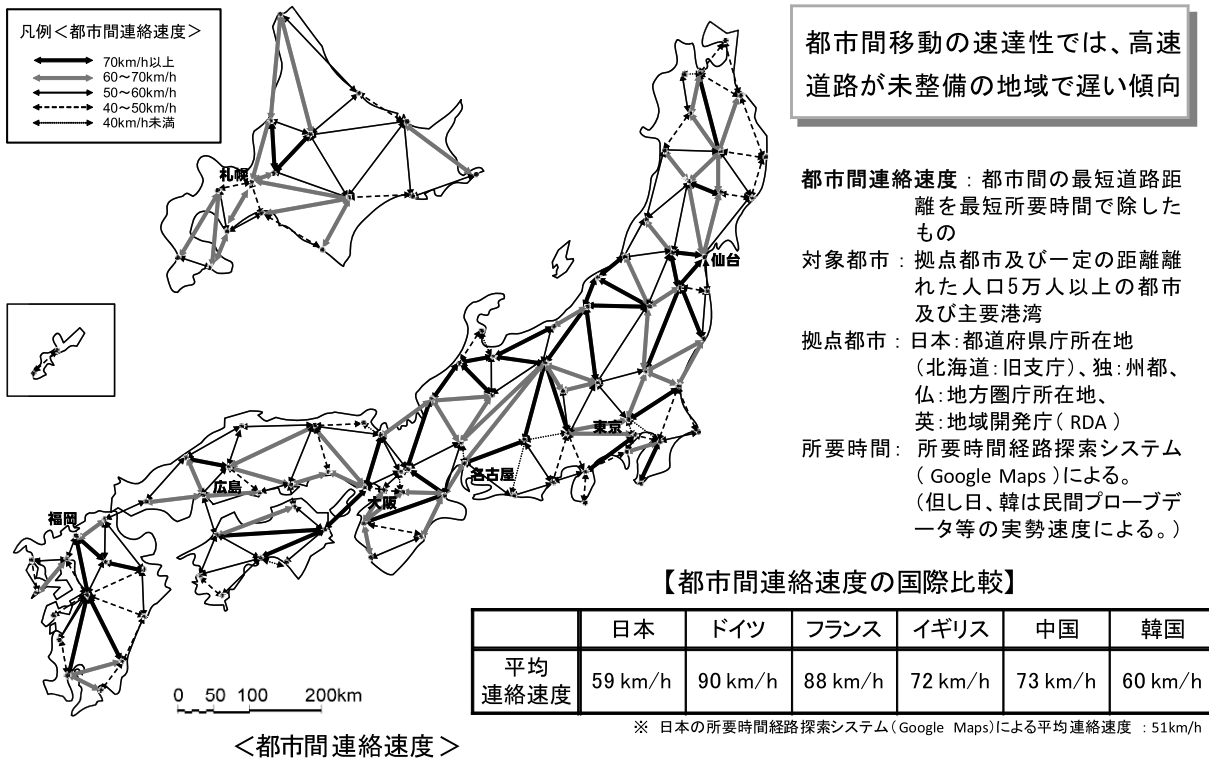 凡例＜都市間連絡速度＞
70km/h以上
60～70km/h
50～60km/h
40～50km/h
40km/h未満
都市間移動の速達性では、高速
道路が未整備の地域で遅い傾向
札幌
仙台
東京
名古屋
大阪
広島
福岡
都市間連絡速度：都市間の最短道路距
離を最短所要時間で除した
もの
対象都市：拠点都市及び一定の距離離
れた人口5万人以上の都市
及び主要港湾
拠点都市：日本：都道府県庁所在地
（北海道：旧支庁）、独：州都、
仏：地方圏庁所在地、
英：地域開発庁（RDA）
所要時間：所要時間経路探索システム
（Google Maps）による。
（但し日、韓は民間プローブデ
ータ等の実勢速度による。）
【都市間連絡速度の国際比較】
日本 ドイツ フランス イギリス 中国 韓国
平均
連絡速度
59 km/h 90 km/h 88 km/h 72 km/h 73 km/h 60 km/h
※ 日本の所要時間経路探索システム（Google Maps）による平均連絡速度 ：51km/h
0 50 100 200km
＜都市間連絡速度＞